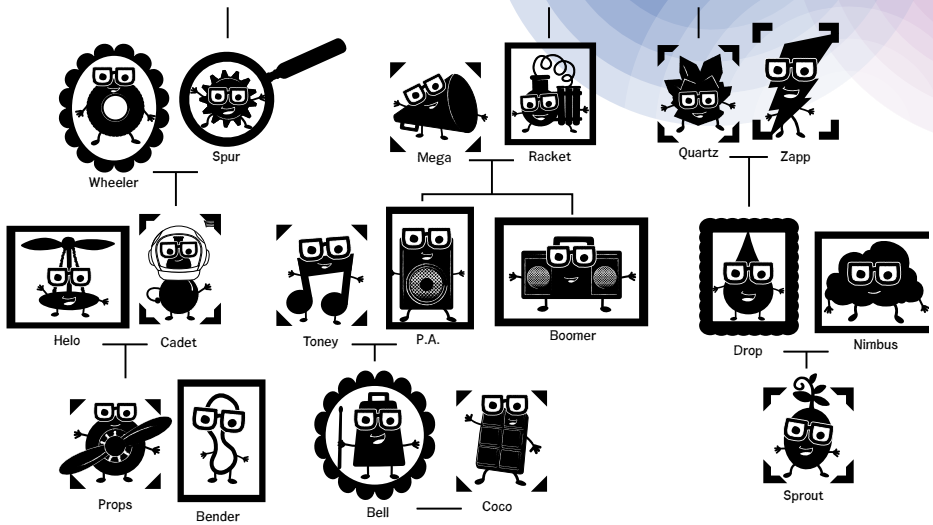 Wheeler
Spur
Mega
Racket
Quartz
Zapp
Helo
Cadet
Toney
P.A.
Boomer
Drop
Nimbus
Props
Bender
Bell
Coco
Sprout